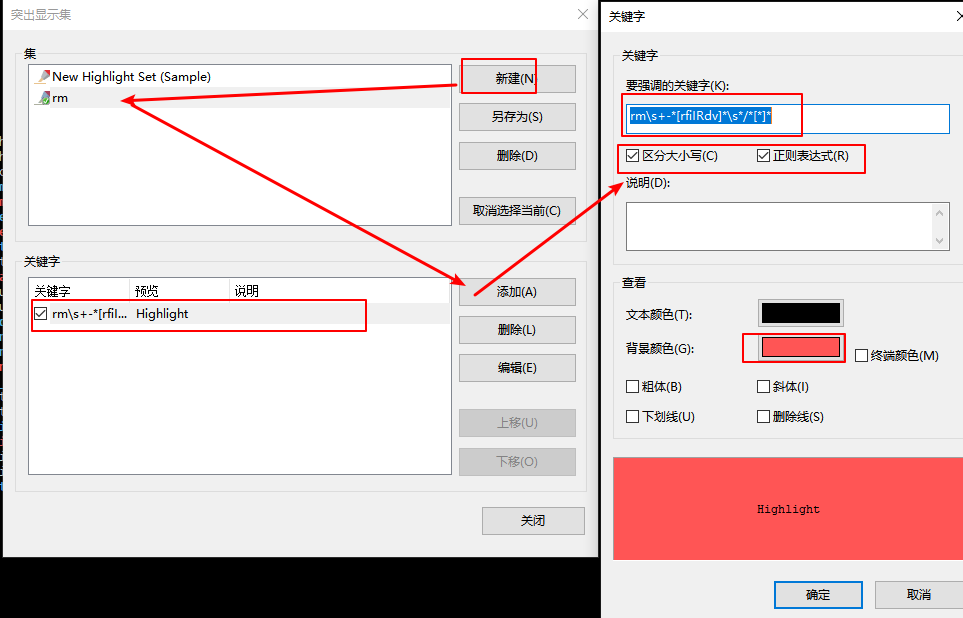 突出显示集
集
New Highlight Set (Sample)
rm
新建(N)
另存为(S)
删除(D)
取消选择当前(C)
关键字
关键字 预览 说明
rm\s+-*[rfiI... Highlight
添加(A)
删除(L)
编辑(E)
上移(U)
下移(O)
关闭
关键字
关键字
要强调的关键字(K):
rm\s+-*[rfiIRdv]*\s*/*[*]*
区分大小写(C) 正则表达式(R)
说明(D):
查看
文本颜色(T):
背景颜色(G):
终端颜色(M)
粗体(B) 斜体(I)
下划线(U) 删除线(S)
Highlight
确定 取消